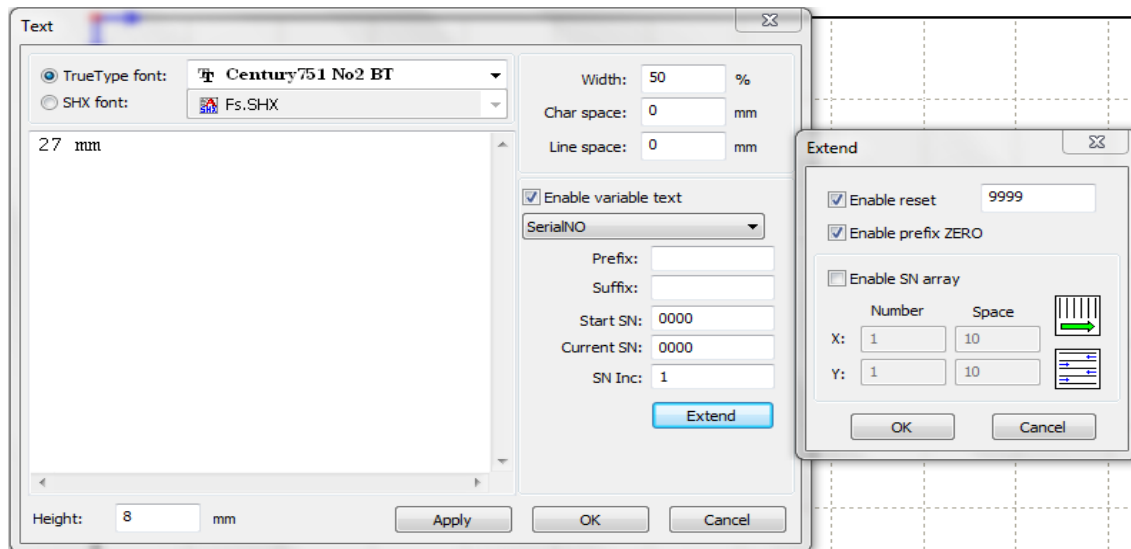 Text
TrueType font:
Century751 No2 BT
SHX font:
Fs.SHX
27 mm
Height:
8
mm
Apply
Width:
50
%
Char space:
0
mm
Line space:
0
mm
Enable variable text
SerialNO
Prefix:
Suffix:
Start SN:
0000
Current SN:
0000
SN Inc:
1
Extend
OK
Cancel
Extend
Enable reset
9999
Enable prefix ZERO
Enable SN array
Number
Space
X:
1
10
Y:
1
10
OK
Cancel